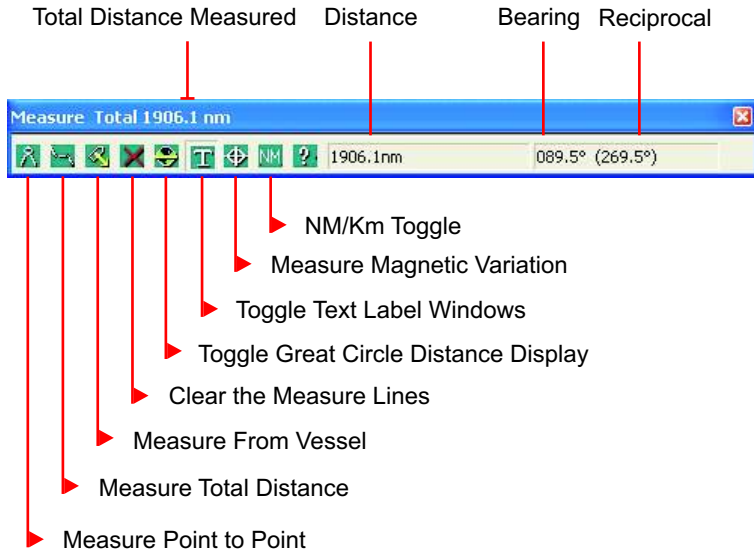 Total Distance Measured Distance Bearing Reciprocal
Measure Total 1906.1 nm
T NM ? 1906.1nm 089.5° (269.5°)
NM/Km Toggle
Measure Magnetic Variation
Toggle Text Label Windows
Toggle Great Circle Distance Display
Clear the Measure Lines
Measure From Vessel
Measure Total Distance
Measure Point to Point